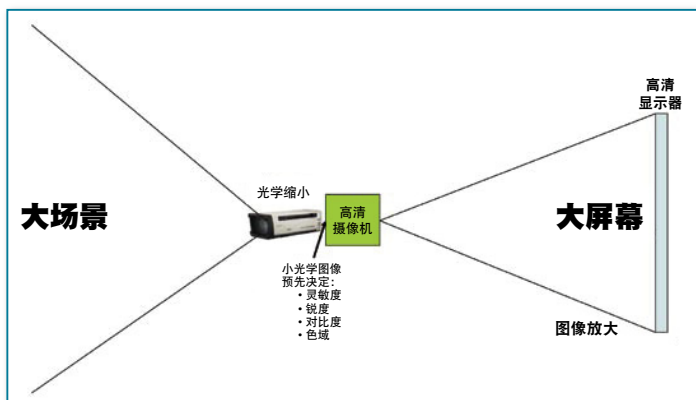 高清
显示器
光学缩小
大场景
高清
摄像机
大屏幕
小光学图像
预先决定：
• 灵敏度
• 锐度
• 对比度
• 色域
图像放大